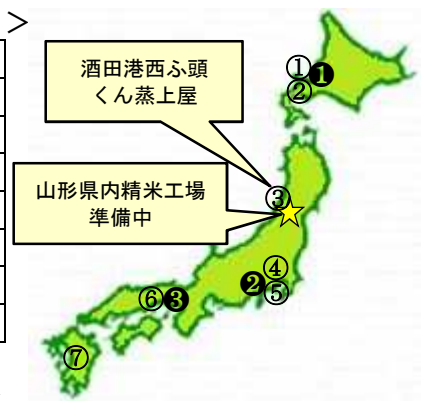 ＞
酒田港西ふ頭
くん蒸上屋
山形県内精米工場
準備中
①
❶
②
③
④
❷
⑤
⑥
❸
⑦